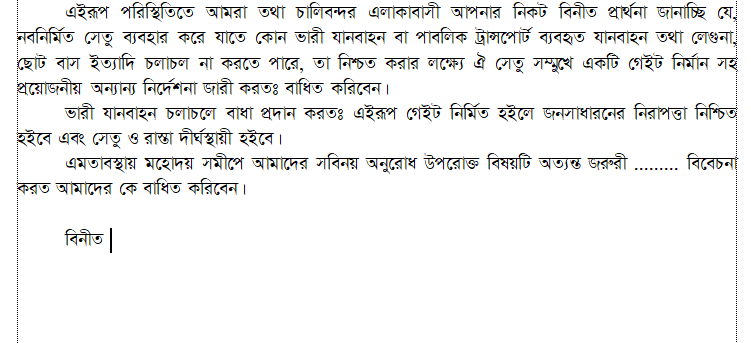 এইরূপ পরিস্থিতিতে আমরা তথা চালিবন্দর এলাকাবাসী আপনার নিকট বিনীত প্রার্থনা জানাচ্ছি যে,
নবনির্মিত সেতু ব্যবহার করে যাতে কোন ভারী যানবাহন বা পাবলিক ট্রান্সপোর্ট ব্যবহৃত যানবাহন তথা লেগুনা,
ছোট বাস ইত্যাদি চলাচল না করতে পারে, তা নিশ্চত করার লক্ষ্যে ঐ সেতু সম্মুখে একটি গেইট নির্মান সহ
প্রয়োজনীয় অন্যান্য নির্দেশনা জারী করতঃ বাধিত করিবেন।
ভারী যানবাহন চলাচলে বাধা প্রদান করতঃ এইরূপ গেইট নির্মিত হইলে জনসাধারনের নিরাপত্তা নিশ্চিত
হইবে এবং সেতু ও রাস্তা দীর্ঘস্থায়ী হইবে।
এমতাবস্থায় মহোদয় সমীপে আমাদের সবিনয় অনুরোধ উপরোক্ত বিষয়টি অত্যন্ত জরুরী ......... বিবেচনা
করত আমাদের কে বাধিত করিবেন।
বিনীত